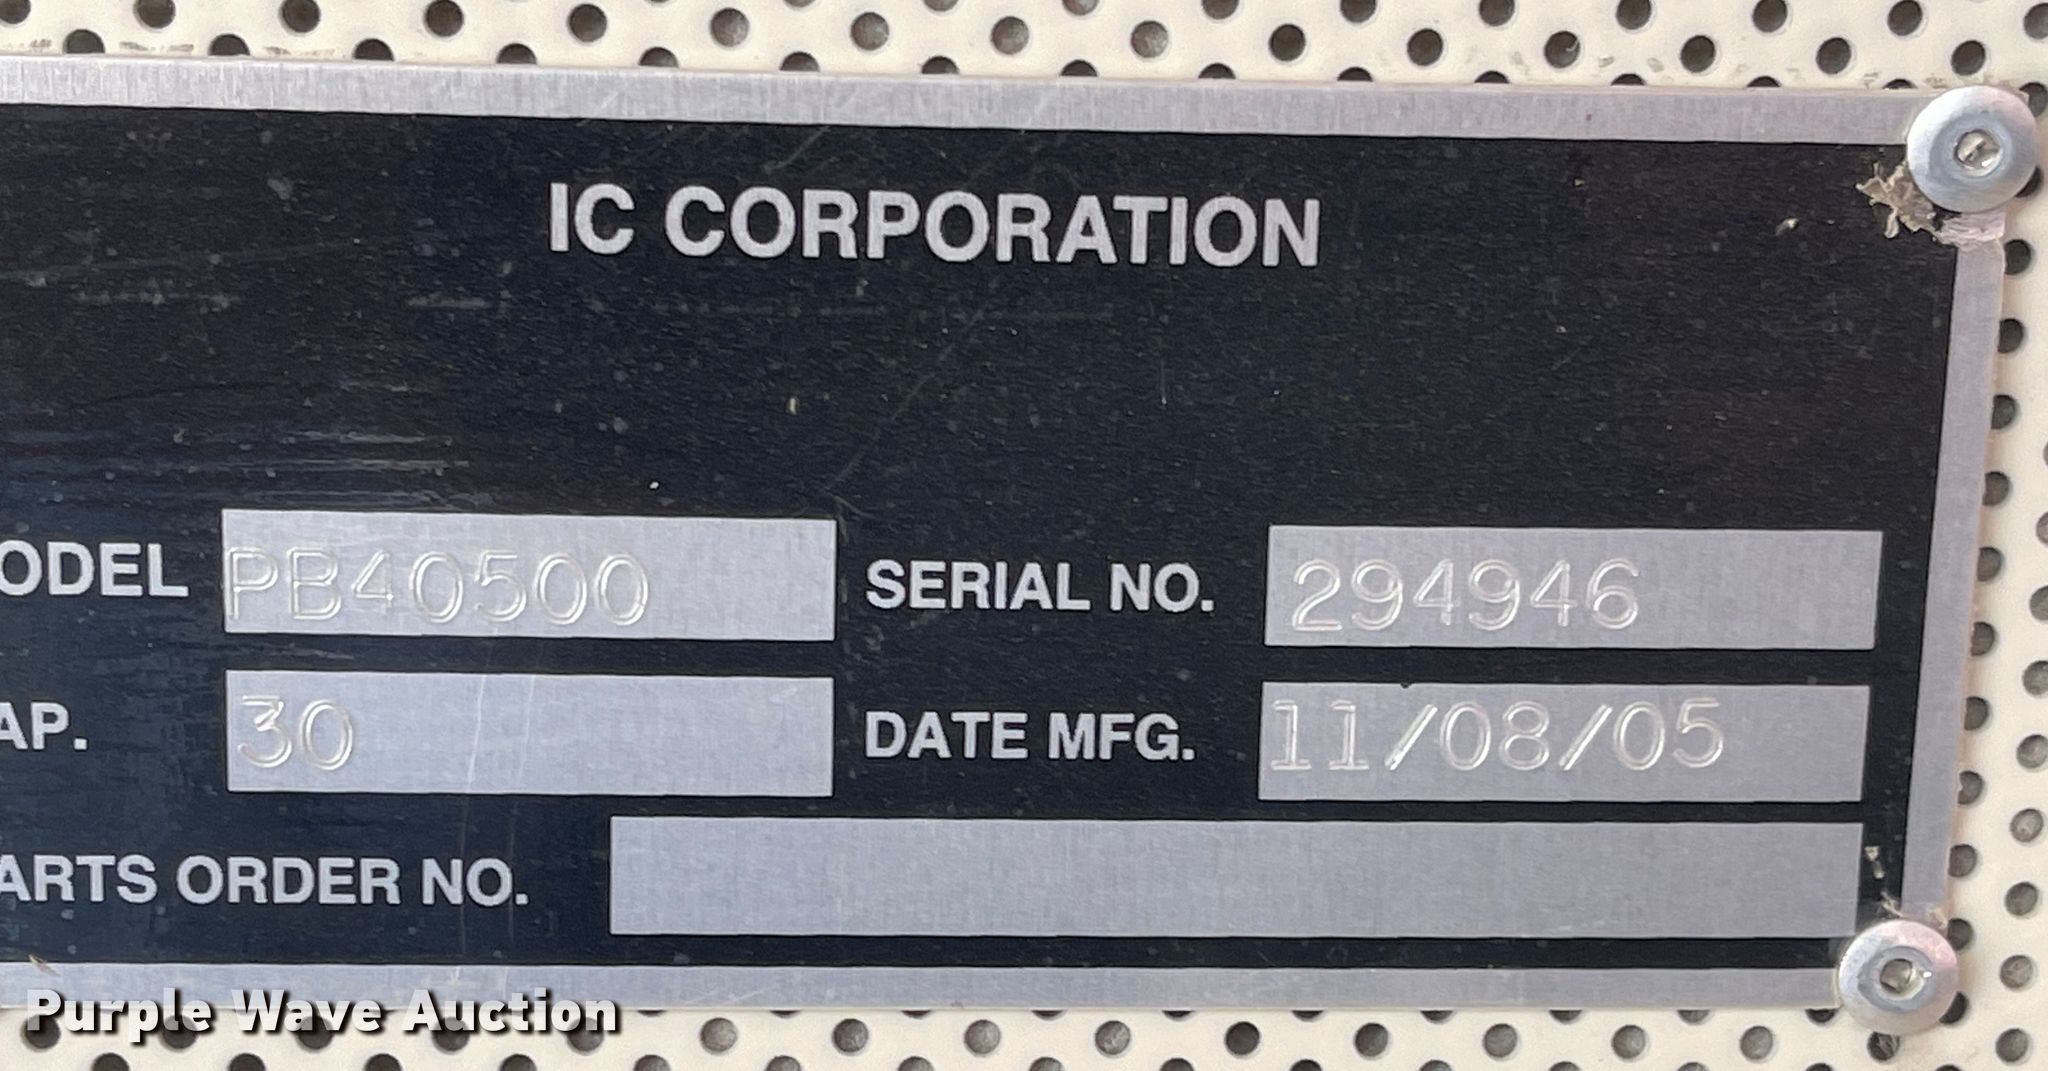 IC CORPORATION
ODEL PB40500 SERIAL NO. 294946
AP. 30 DATE MFG. 11/08/05
ARTS ORDER NO.
Purple Wave Auction